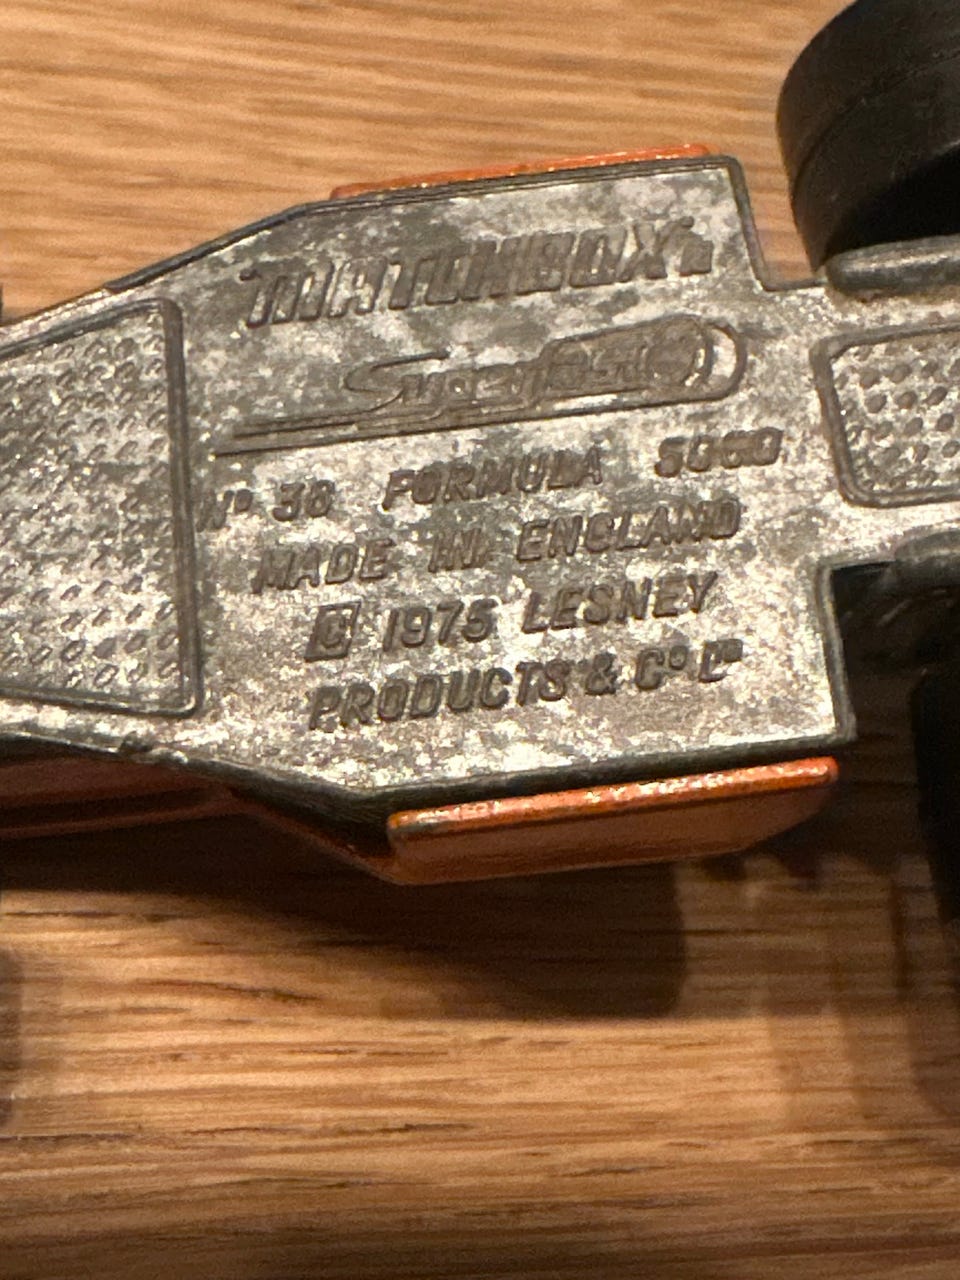 MATCHBOX
Superfast
Nº 36 FORMULA 5000
MADE IN ENGLAND
© 1975 LESNEY
PRODUCTS & Cº Lᵀᴰ